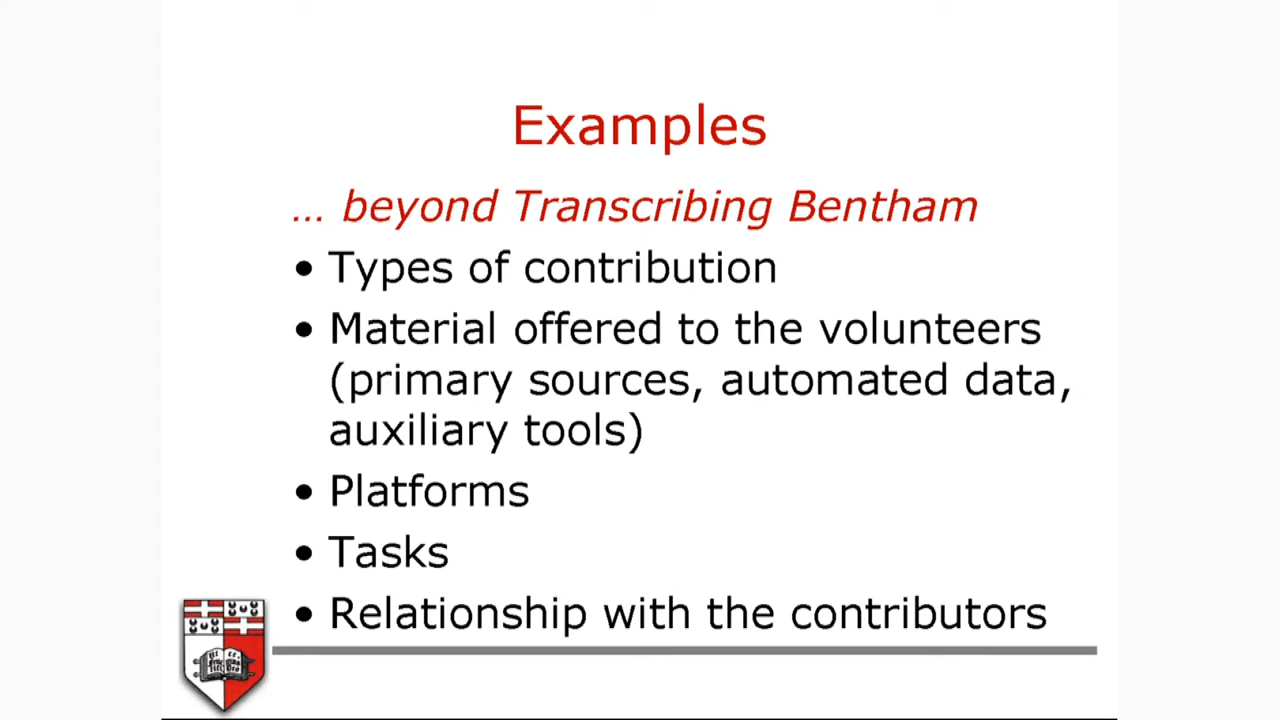 Examples
… beyond Transcribing Bentham
• Types of contribution
• Material offered to the volunteers
(primary sources, automated data,
auxiliary tools)
• Platforms
• Tasks
• Relationship with the contributors